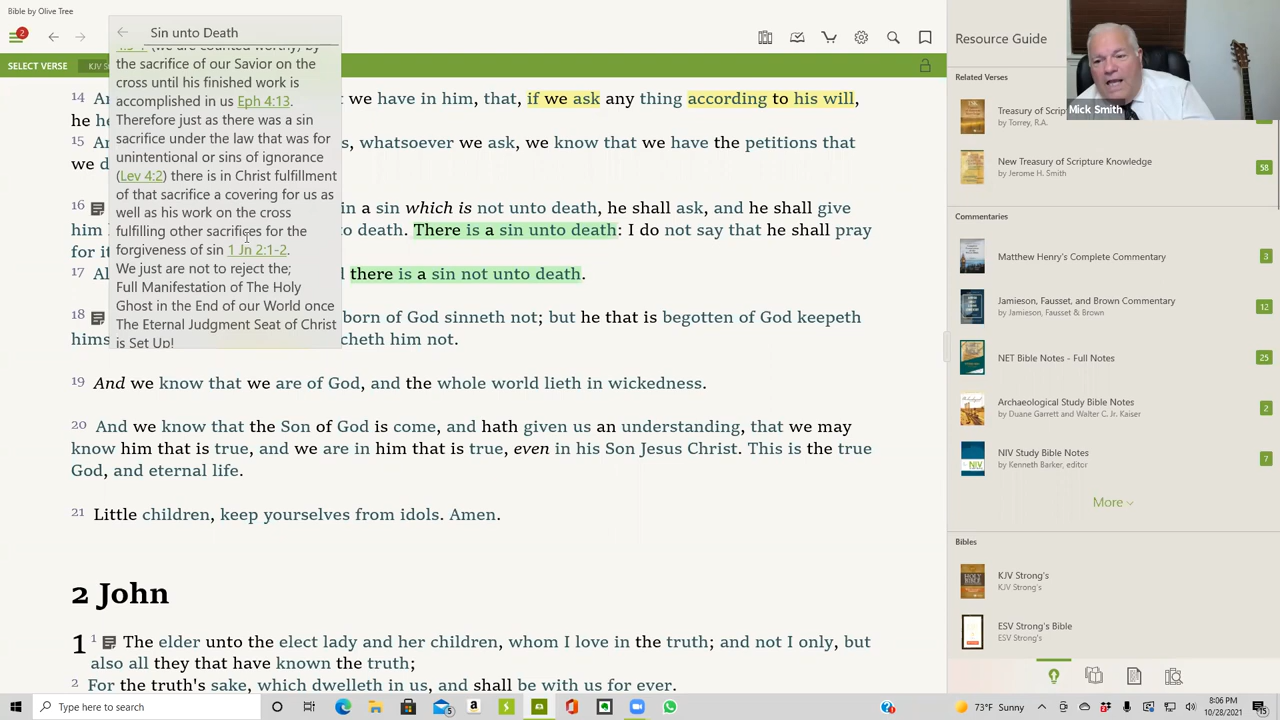 Bible by Olive Tree
2
Sin unto Death
SELECT VERSE
KJV S
(we are counted worthy) by
the sacrifice of our Savior on the
cross until his finished work is
accomplished in us Eph 4:13.
Therefore just as there was a sin
sacrifice under the law that was for
unintentional or sins of ignorance
(Lev 4:2) there is in Christ fulfillment
of that sacrifice a covering for us as
well as his work on the cross
fulfilling other sacrifices for the
forgiveness of sin 1 Jn 2:1-2.
We just are not to reject the;
Full Manifestation of The Holy
Ghost in the End of our World once
The Eternal Judgment Seat of Christ
is Set Up!
14 we have in him, that, if we ask any thing according to his will,
he
15 whatsoever we ask, we know that we have the petitions that
we
16 in a sin which is not unto death, he shall ask, and he shall give
him to death. There is a sin unto death: I do not say that he shall pray
for it
17 there is a sin not unto death.
18 born of God sinneth not; but he that is begotten of God keepeth
cheth him not.
19 And we know that we are of God, and the whole world lieth in wickedness.
20 And we know that the Son of God is come, and hath given us an understanding, that we may
know him that is true, and we are in him that is true, even in his Son Jesus Christ. This is the true
God, and eternal life.
21 Little children, keep yourselves from idols. Amen.
2 John
1 1 The elder unto the elect lady and her children, whom I love in the truth; and not I only, but
also all they that have known the truth;
2 For the truth's sake, which dwelleth in us, and shall be with us for ever.
Resource Guide
Mick Smith
Related Verses
Treasury of Scrip
by Torrey, R.A.
New Treasury of Scripture Knowledge
by Jerome H. Smith
58
Commentaries
Matthew Henry's Complete Commentary
3
Jamieson, Fausset, and Brown Commentary
by Jamieson, Fausset & Brown
12
NET Bible Notes - Full Notes
25
Archaeological Study Bible Notes
by Duane Garrett and Walter C. Jr. Kaiser
2
NIV Study Bible Notes
by Kenneth Barker, editor
7
More
Bibles
KJV Strong's
KJV Strong's
ESV Strong's Bible
ESV Strong's
Type here to search
73°F Sunny
8:06 PM
10/28/2021